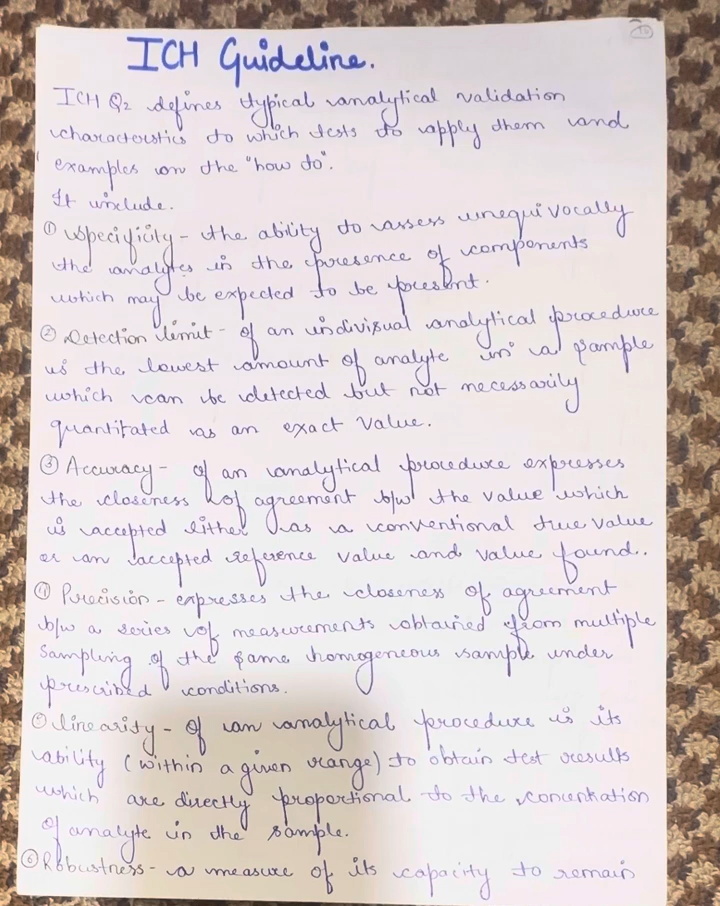 ICH Guideline.
ICH Q2 defines typical analytical validation
characteristics to which tests to apply them and
examples on the "how to".
It include.
① specificity - the ability to assess unequivocally
the analytes in the presence of components
which may be expected to be present.
② Detection limit - of an indivisual analytical procedure
is the lowest amount of analyte in a sample
which can be detected but not necessarily
quantitated as an exact value.
③ Accuracy - of an analytical procedure expresses
the closeness of agreement b/w the value which
is accepted either as a conventional true value
or an accepted reference value and value found.
④ Precision - expresses the closeness of agreement
b/w a series of measurements obtained from multiple
sampling of the same homogeneous sample under
prescribed conditions.
⑤ linearity - of an analytical procedure is its
ability (within a given range) to obtain test results
which are directly proportional to the concentration
of analyte in the sample.
⑥ Robustness - a measure of its capacity to remain